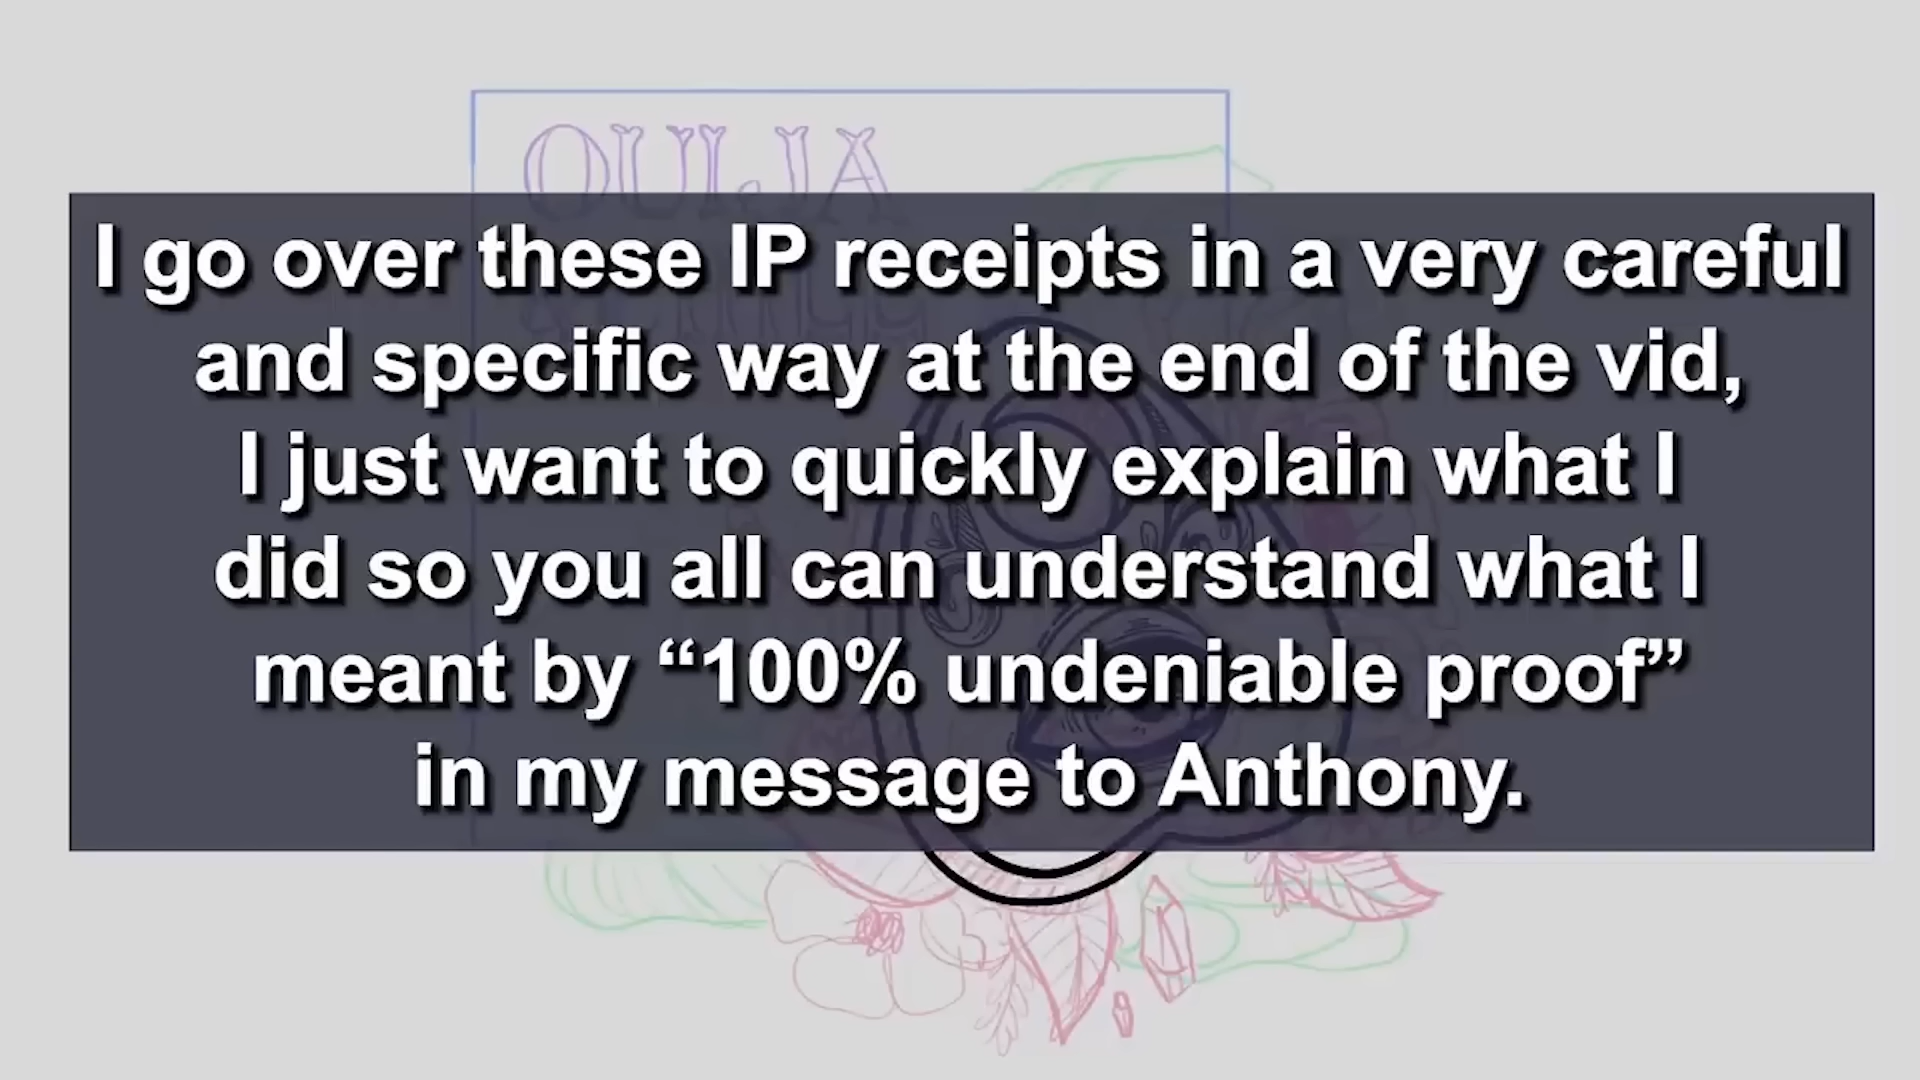 OUIJA
I go over these IP receipts in a very careful
and specific way at the end of the vid,
I just want to quickly explain what I
did so you all can understand what I
meant by “100% undeniable proof”
in my message to Anthony.